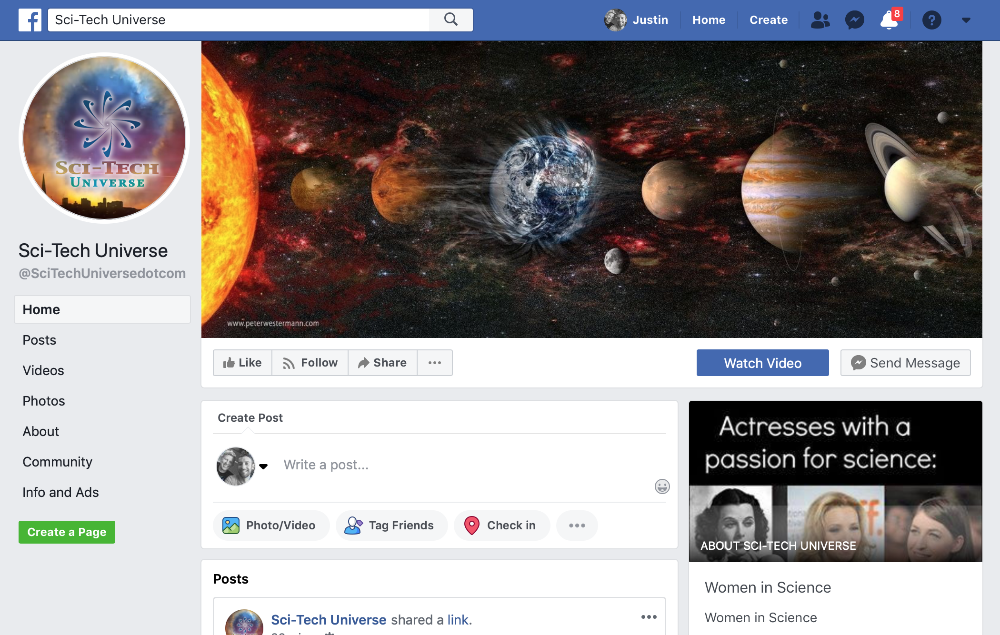 Sci-Tech Universe
Justin
Home
Create
8
?
SCI-TECH
UNIVERSE
Sci-Tech Universe
@SciTechUniversedotcom
Home
Posts
Videos
Photos
About
Community
Info and Ads
Create a Page
www.peterwestermann.com
Like
Follow
Share
Watch Video
Send Message
Create Post
Write a post...
Photo/Video
Tag Friends
Check in
Posts
Sci-Tech Universe shared a link.
Actresses with a
passion for science:
ABOUT SCI-TECH UNIVERSE
Women in Science
Women in Science